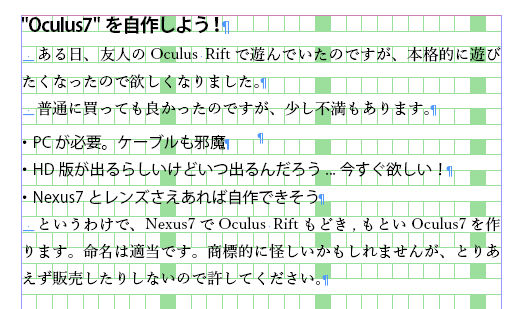 "Oculus7" を自作しよう！
ある日、友人の Oculus Rift で遊んでいたのですが、本格的に遊び
たくなったので欲しくなりました。
普通に買っても良かったのですが、少し不満もあります。
• PC が必要。ケーブルも邪魔
• HD 版が出るらしいけどいつ出るんだろう ... 今すぐ欲しい！
• Nexus7 とレンズさえあれば自作できそう
というわけで、Nexus7 で Oculus Rift もどき , もとい Oculus7 を作
ります。命名は適当です。商標的に怪しいかもしれませんが、とりあ
えず販売したりしないので許してください。